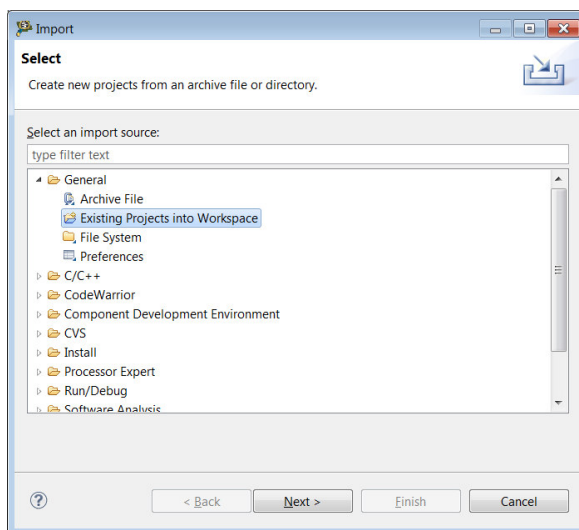 Import
Select
Create new projects from an archive file or directory.
Select an import source:
type filter text
General
Archive File
Existing Projects into Workspace
File System
Preferences
C/C++
CodeWarrior
Component Development Environment
CVS
Install
Processor Expert
Run/Debug
Software Analysis
? < Back Next > Finish Cancel